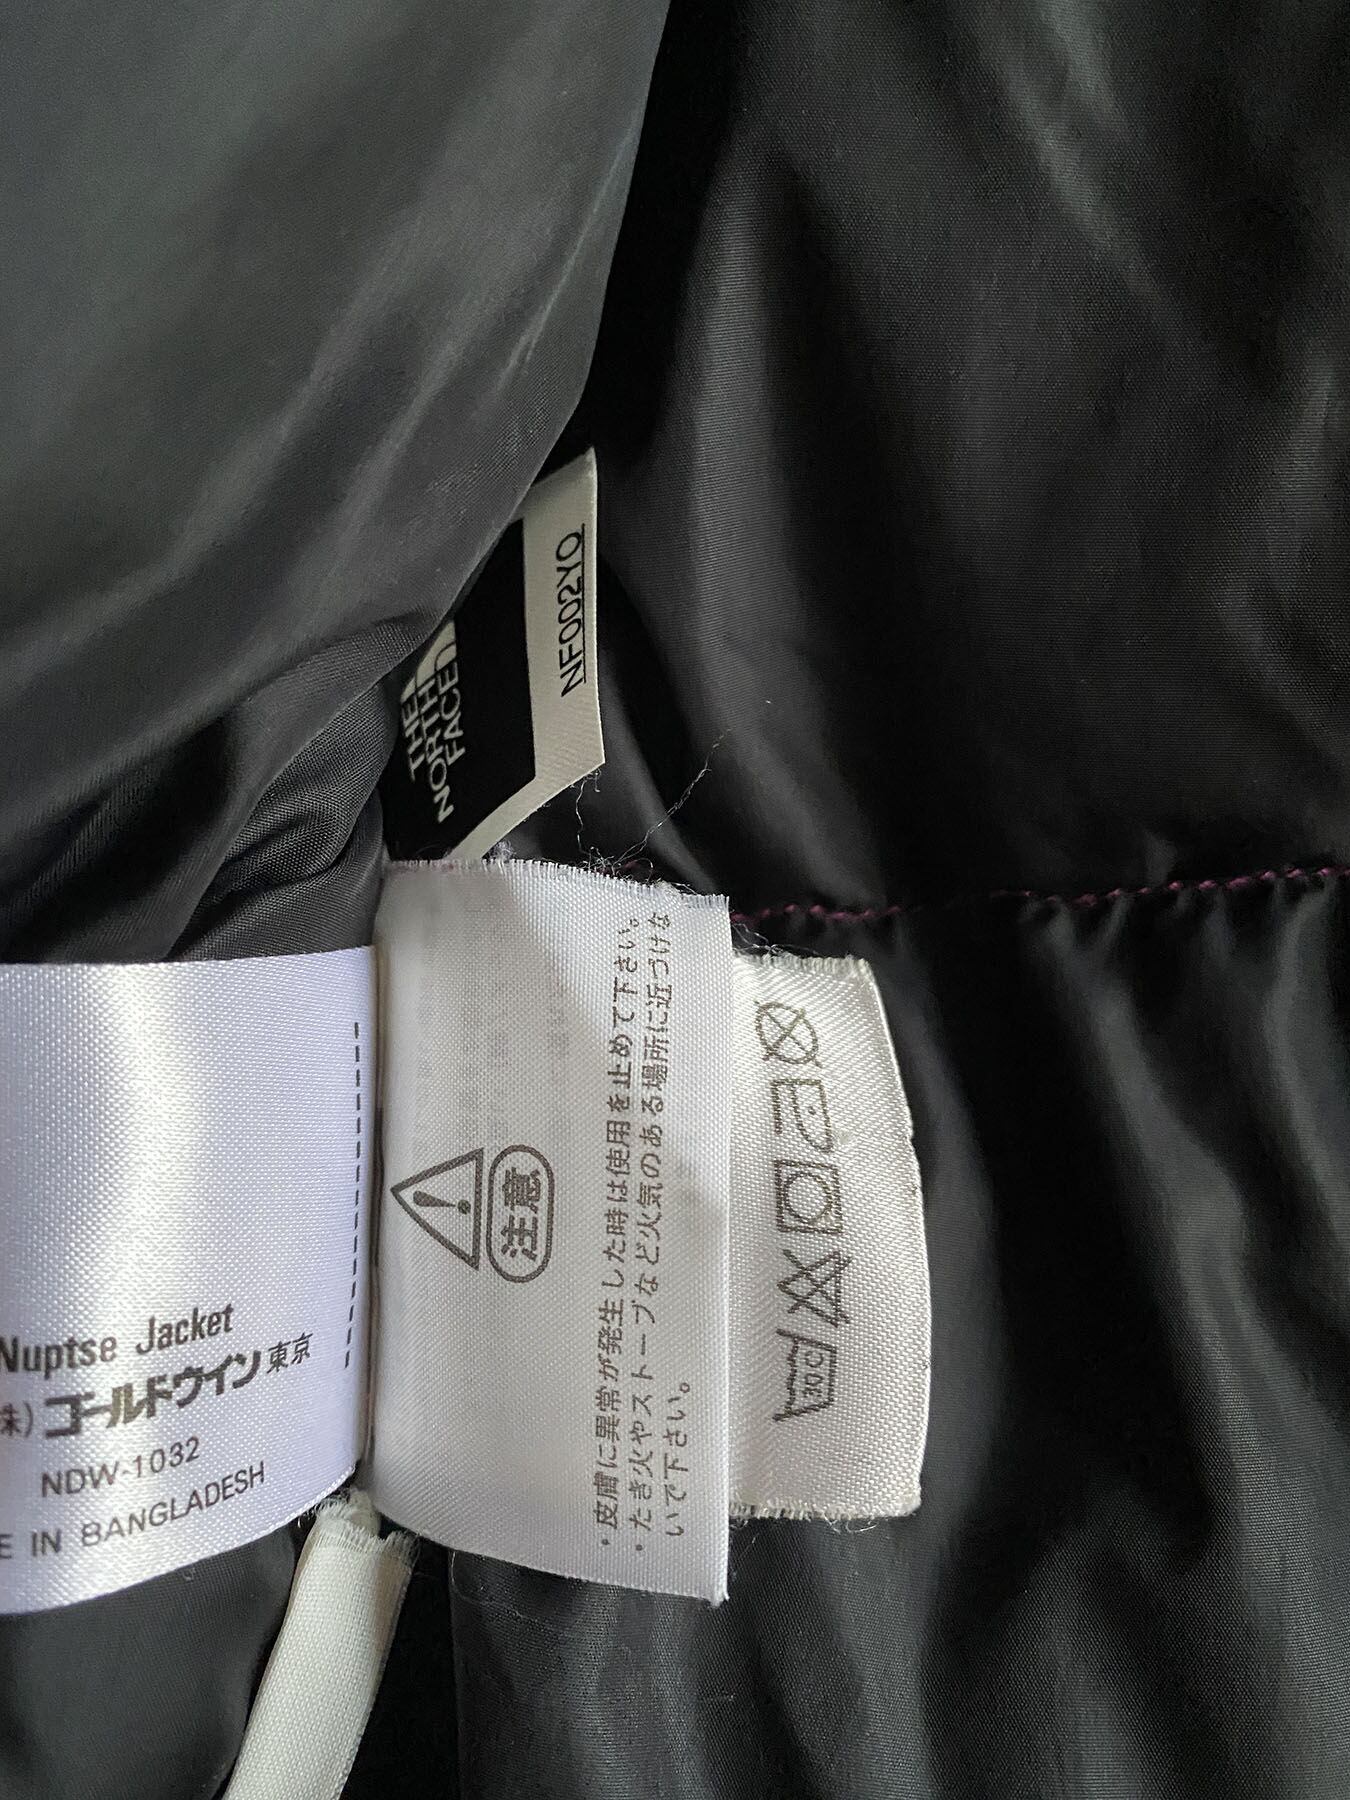 THE
NORTH
FACE
NF002YO
Nuptse Jacket
株)ゴールドウイン東京
NDW-1032
E IN BANGLADESH
注意
・皮膚に異常が発生した時は使用を止めて下さい。
・たき火やストーブなど火気のある場所に近づけな
いで下さい。
30C